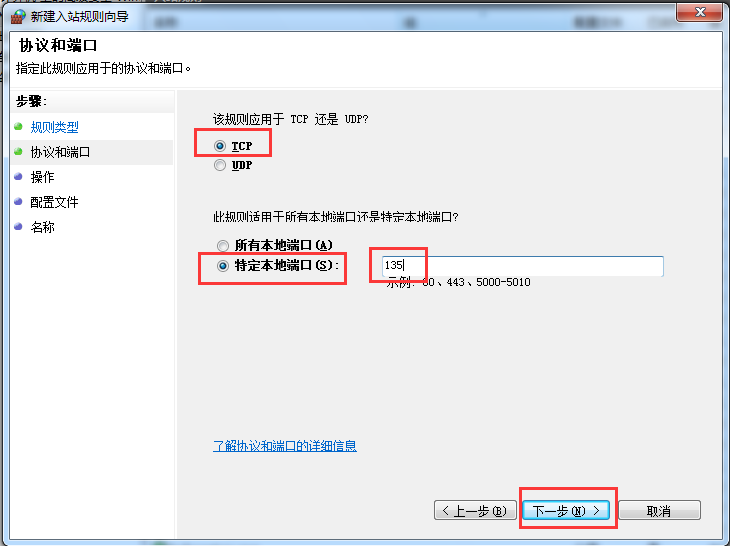 新建入站规则向导
协议和端口
指定此规则应用于的协议和端口。
步骤:
规则类型
协议和端口
操作
配置文件
名称
该规则应用于 TCP 还是 UDP?
TCP
UDP
此规则适用于所有本地端口还是特定本地端口?
所有本地端口(A)
特定本地端口(S):
135
示例: 80、443、5000-5010
了解协议和端口的详细信息
< 上一步(B)
下一步(N) >
取消